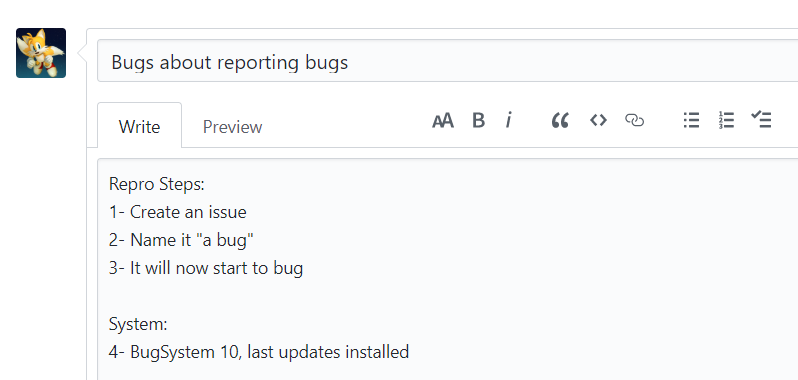 Bugs about reporting bugs
Write Preview AA B i
Repro Steps:
1- Create an issue
2- Name it "a bug"
3- It will now start to bug
System:
4- BugSystem 10, last updates installed